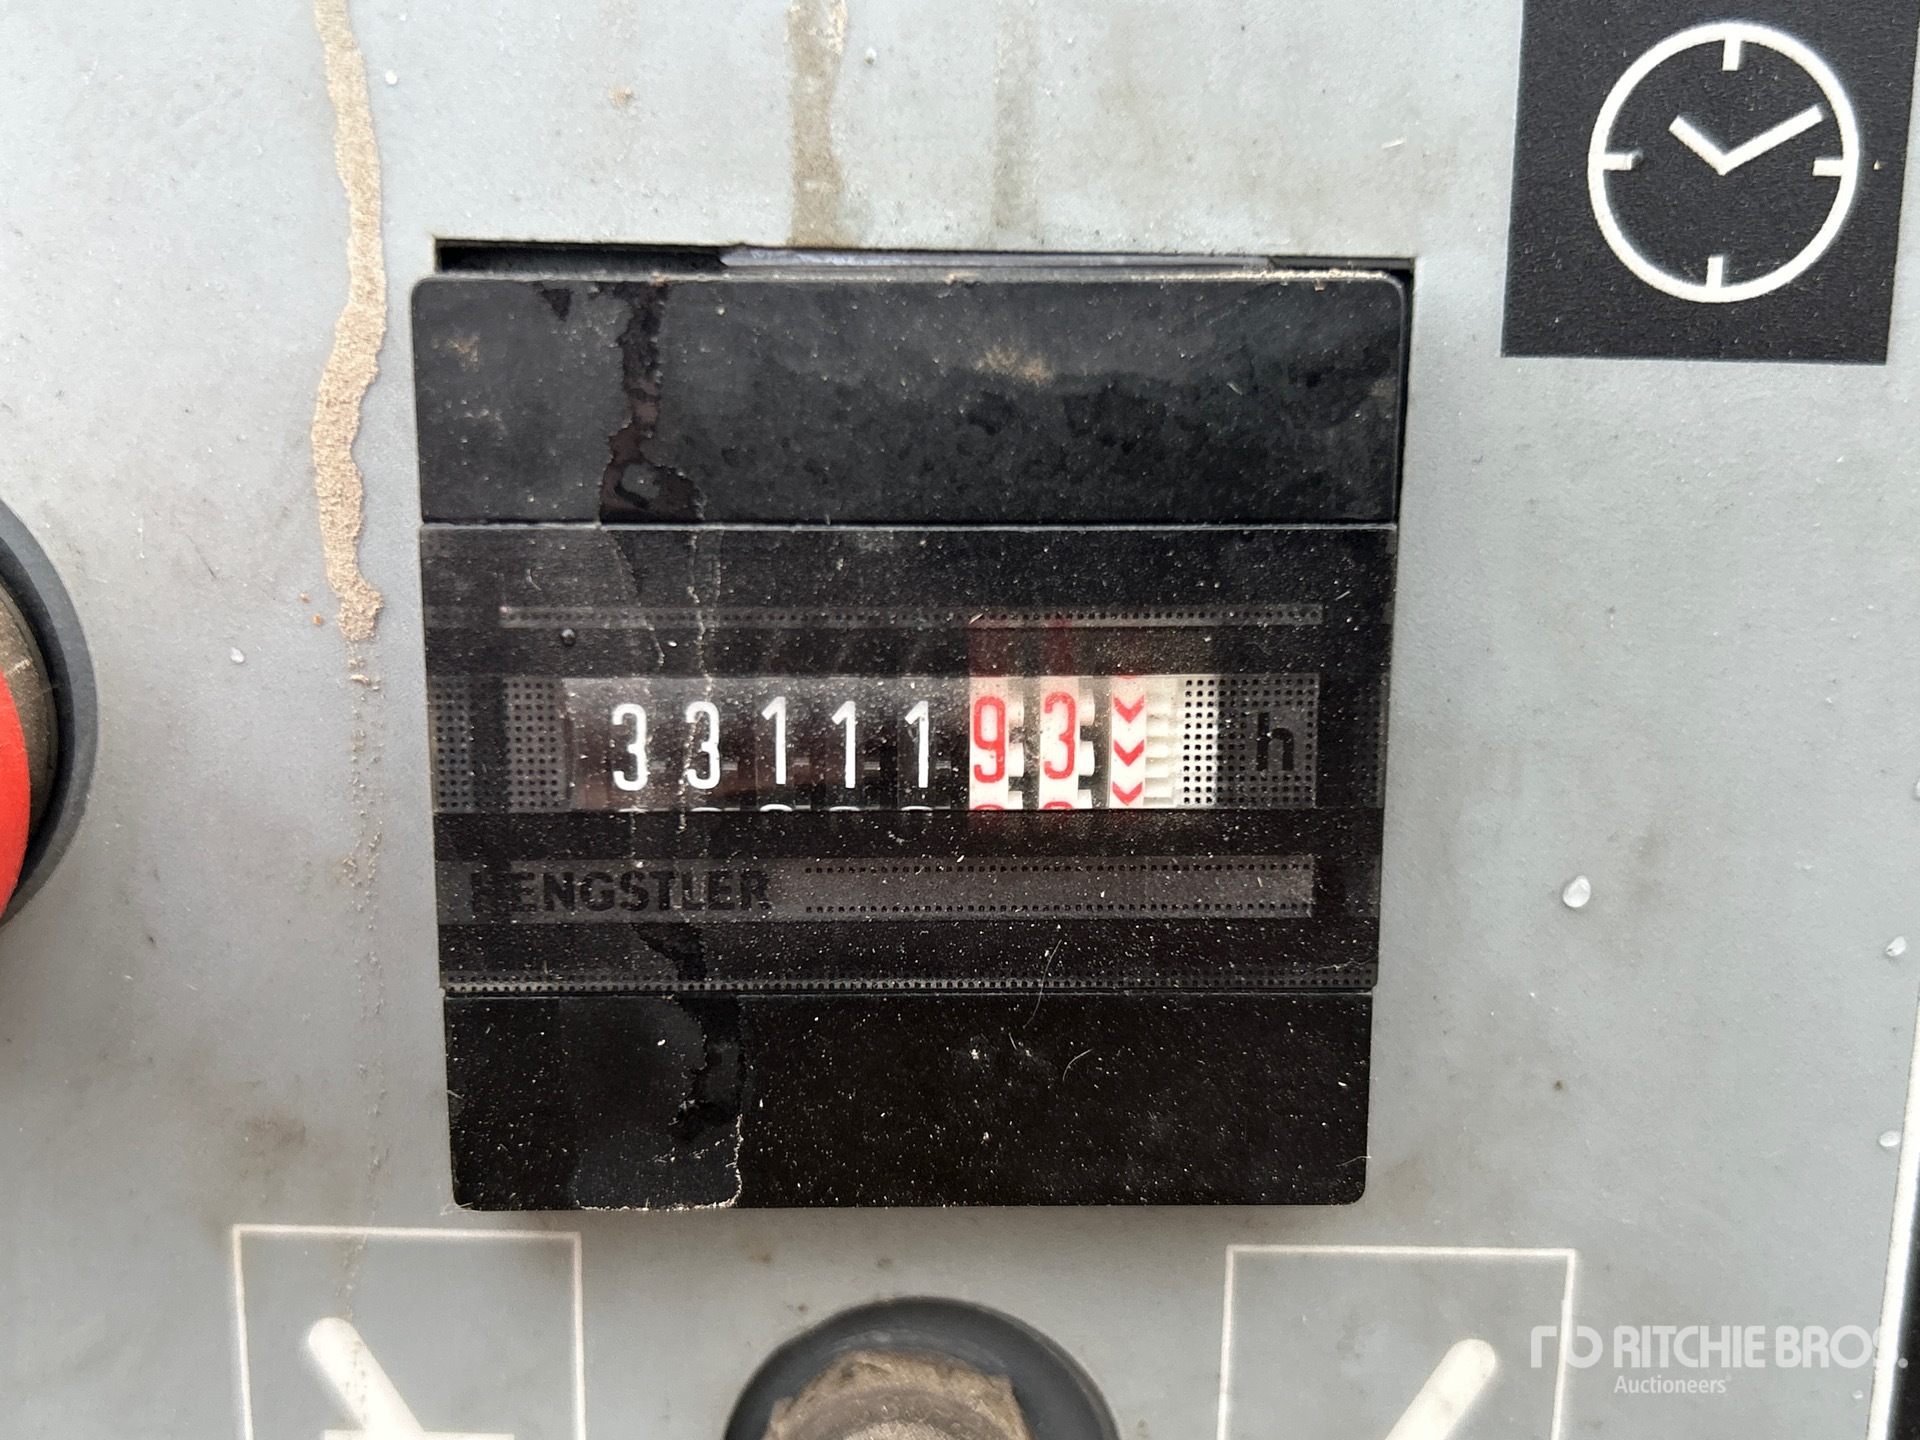 3311193 h
HENGSTLER
RITCHIE BROS.
Auctioneers